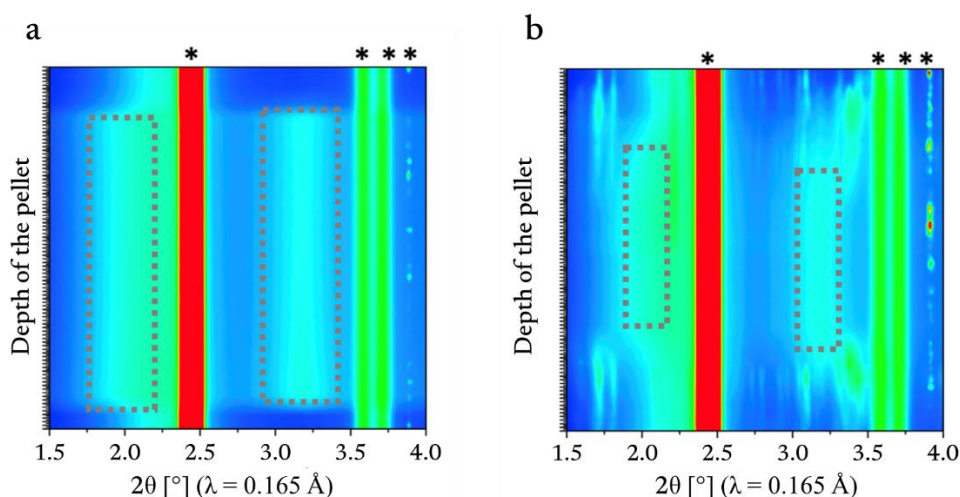 a
* * * *
Depth of the pellet
1.5 2.0 2.5 3.0 3.5 4.0
2θ [°] (λ = 0.165 Å)
b
* * * *
Depth of the pellet
1.5 2.0 2.5 3.0 3.5 4.0
2θ [°] (λ = 0.165 Å)